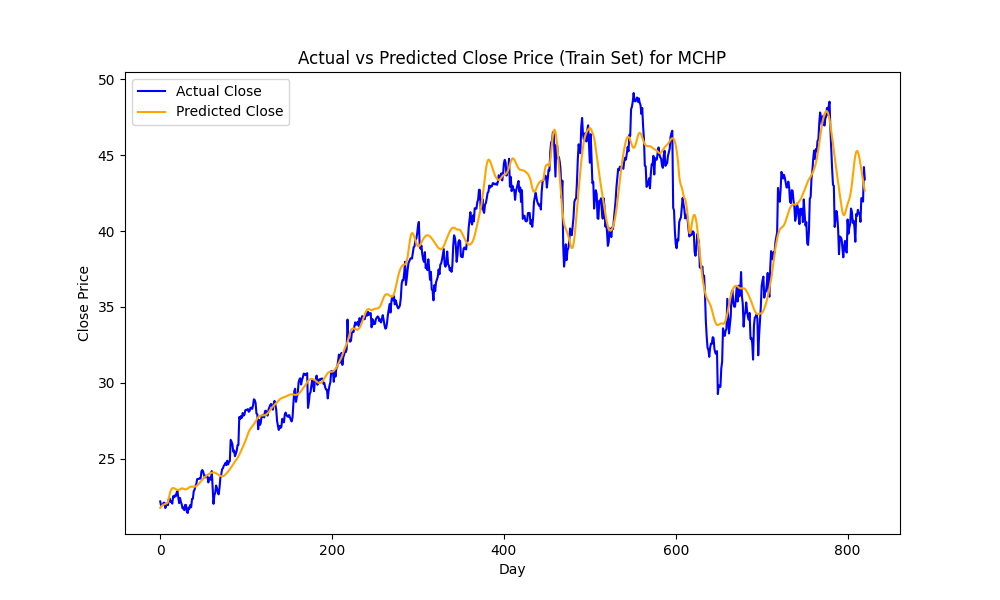 Actual vs Predicted Close Price (Train Set) for MCHP
Actual Close
Predicted Close
50
45
40
35
30
25
Close Price
0 200 400 600 800
Day